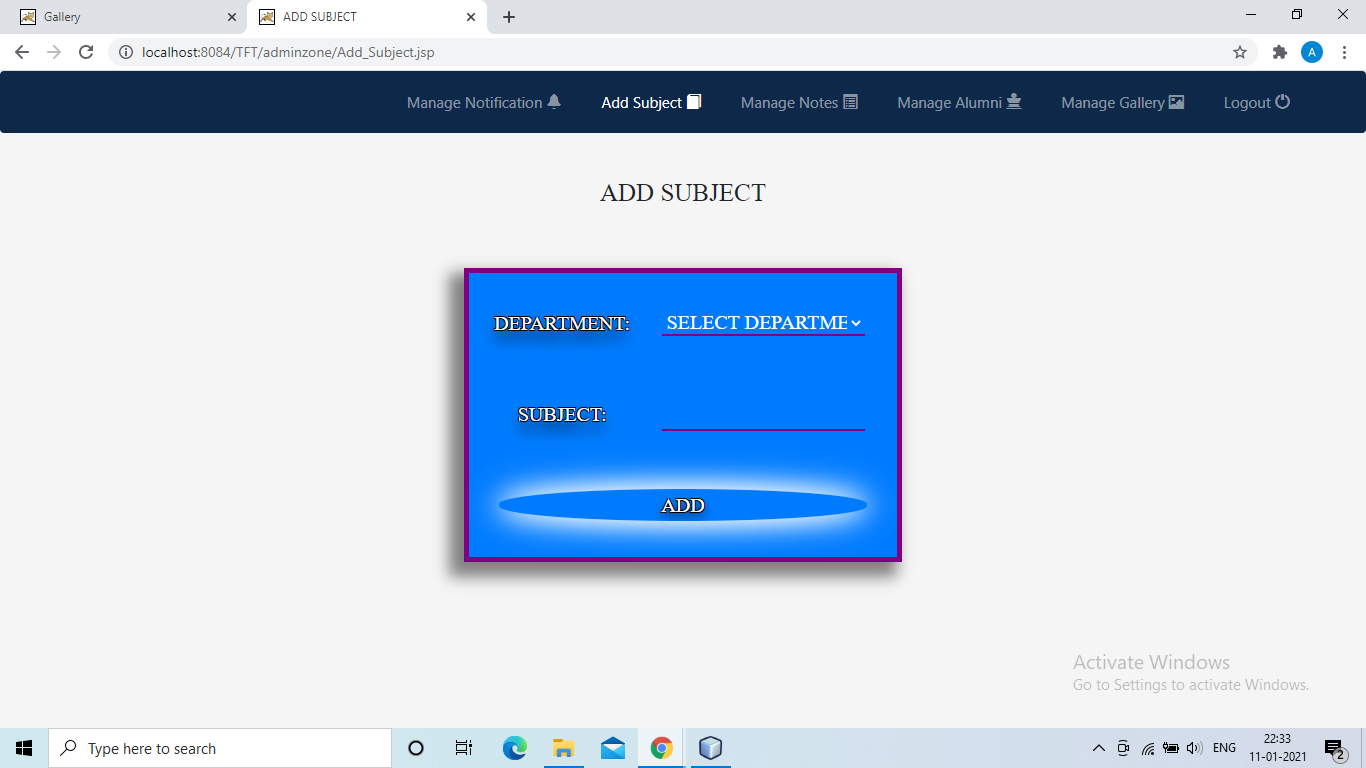 Gallery
ADD SUBJECT
localhost:8084/TFT/adminzone/Add_Subject.jsp
A
Manage Notification
Add Subject
Manage Notes
Manage Alumni
Manage Gallery
Logout
ADD SUBJECT
DEPARTMENT:
SELECT DEPARTME
SUBJECT:
ADD
Activate Windows
Go to Settings to activate Windows.
Type here to search
ENG
22:33
11-01-2021
2